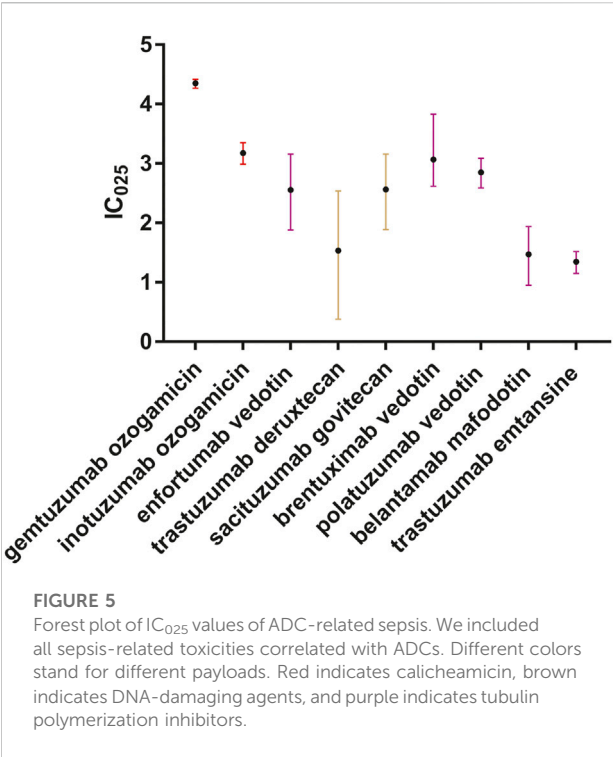 5
4
3
2
1
0
IC025
gemtuzumab ozogamicin
inotuzumab ozogamicin
enfortumab vedotin
trastuzumab deruxtecan
sacituzumab govitecan
brentuximab vedotin
polatuzumab vedotin
belantamab mafodotin
trastuzumab emtansine
FIGURE 5
Forest plot of IC025 values of ADC-related sepsis. We included
all sepsis-related toxicities correlated with ADCs. Different colors
stand for different payloads. Red indicates calicheamicin, brown
indicates DNA-damaging agents, and purple indicates tubulin
polymerization inhibitors.